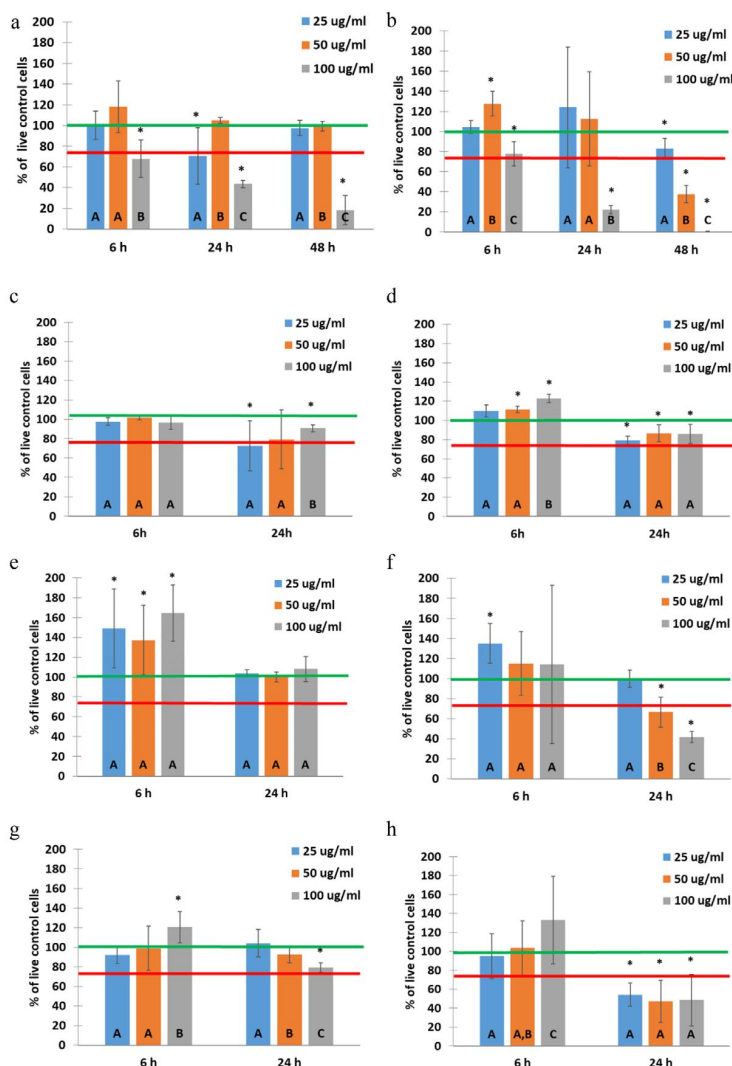 a
% of live control cells
200
180
160
140
120
100
80
60
40
20
0
25 ug/ml
50 ug/ml
100 ug/ml
* * * *
A A B A B C A B C
6 h 24 h 48 h
b
% of live control cells
200
180
160
140
120
100
80
60
40
20
0
25 ug/ml
50 ug/ml
100 ug/ml
* * * * * *
A B C A A B A B C
6 h 24 h 48 h
c
% of live control cells
200
180
160
140
120
100
80
60
40
20
0
25 ug/ml
50 ug/ml
100 ug/ml
* *
A A A A A B
6h 24h
d
% of live control cells
200
180
160
140
120
100
80
60
40
20
0
25 ug/ml
50 ug/ml
100 ug/ml
* * * * *
A A B A A A
6h 24h
e
% of live control cells
200
180
160
140
120
100
80
60
40
20
0
25 ug/ml
50 ug/ml
100 ug/ml
* * *
A A A A A A
6 h 24 h
f
% of live control cells
200
180
160
140
120
100
80
60
40
20
0
25 ug/ml
50 ug/ml
100 ug/ml
* * *
A A A A B C
6 h 24 h
g
% of live control cells
200
180
160
140
120
100
80
60
40
20
0
25 ug/ml
50 ug/ml
100 ug/ml
* *
A A B A B C
6 h 24 h
h
% of live control cells
200
180
160
140
120
100
80
60
40
20
0
25 ug/ml
50 ug/ml
100 ug/ml
* * *
A A,B C A A A
6 h 24 h